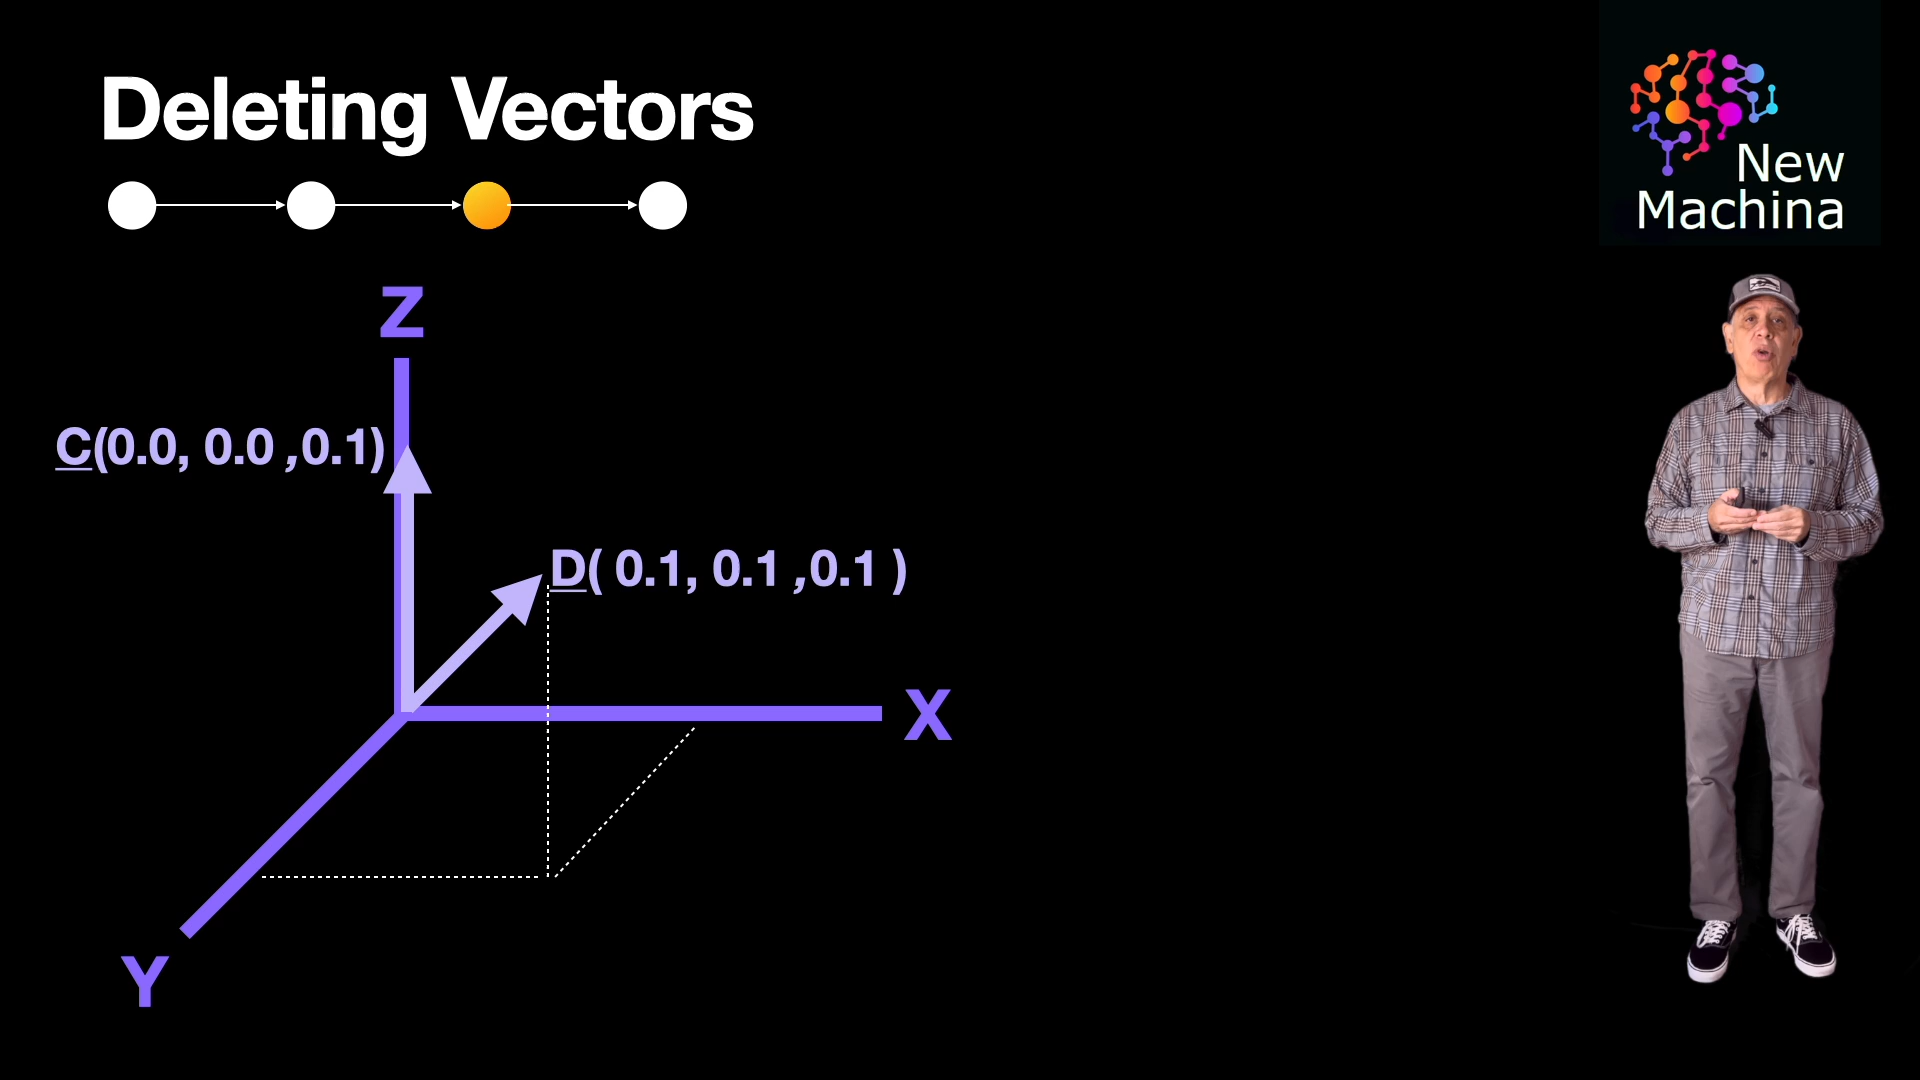 Deleting Vectors
New
Machina
Z
C(0.0, 0.0 ,0.1)
D( 0.1, 0.1 ,0.1 )
X
Y